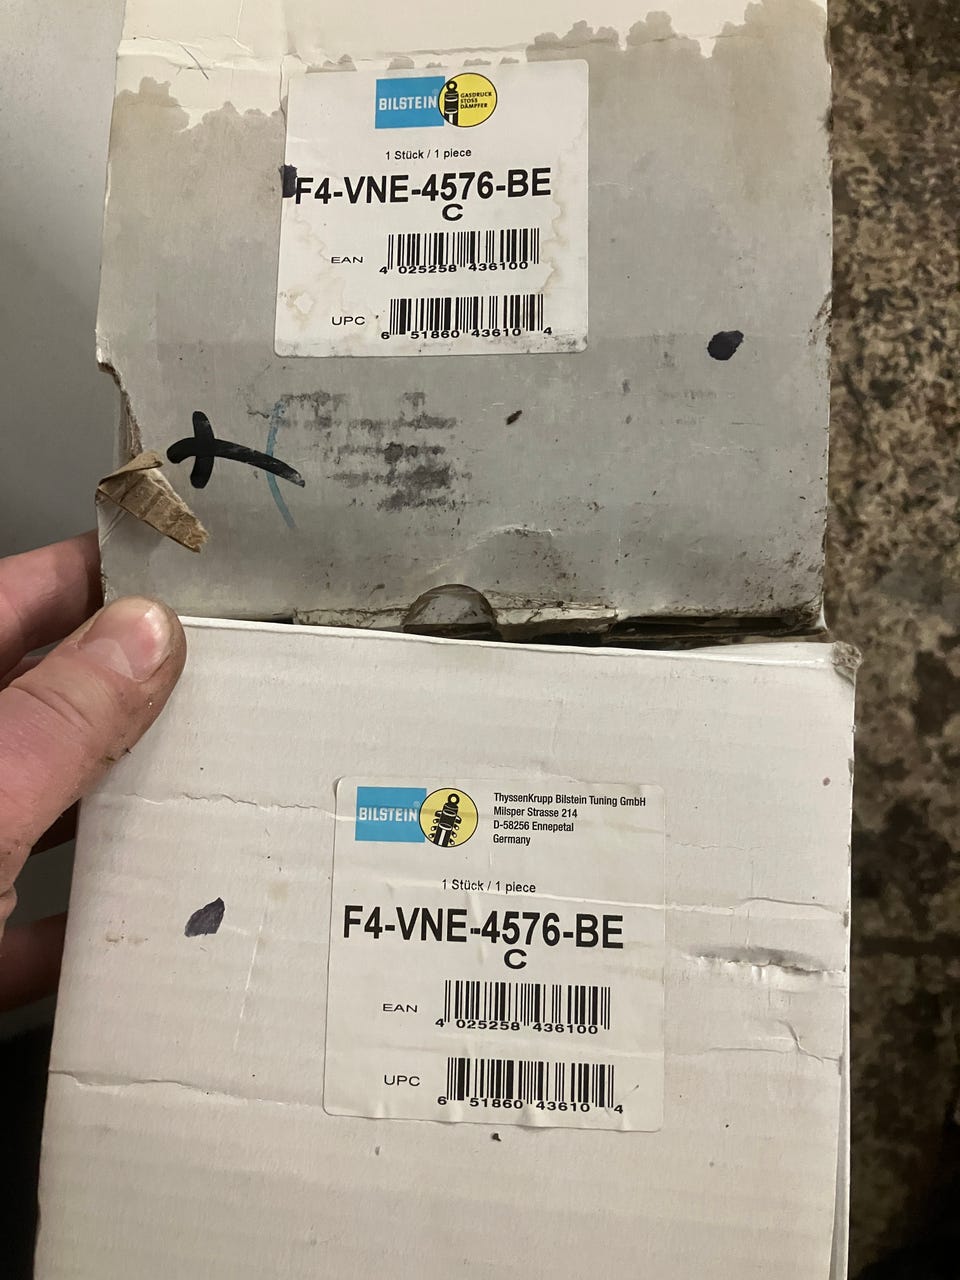 BILSTEIN
GASDRUCK
STOSS
DÄMPFER
1 Stück / 1 piece
F4-VNE-4576-BE
C
EAN
4 025258 436100
UPC
6 51860 43610 4
BILSTEIN®
ThyssenKrupp Bilstein Tuning GmbH
Milsper Strasse 214
D-58256 Ennepetal
Germany
1 Stück / 1 piece
F4-VNE-4576-BE
C
EAN
4 025258 436100
UPC
6 51860 43610 4